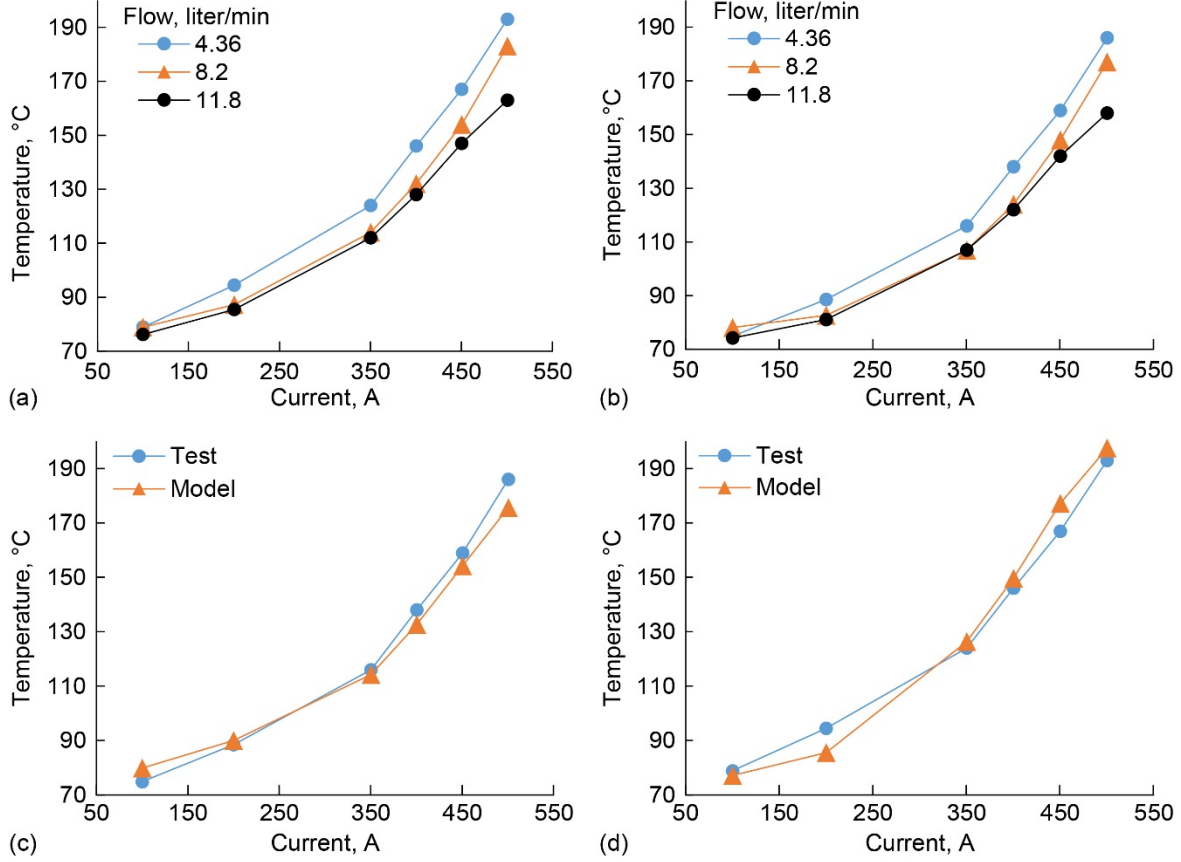 Flow, liter/min
4.36
8.2
11.8
190
170
150
130
110
90
70
Temperature, °C
50 150 250 350 450 550
Current, A
(a)
Flow, liter/min
4.36
8.2
11.8
190
170
150
130
110
90
70
Temperature, °C
50 150 250 350 450 550
Current, A
(b)
Test
Model
190
170
150
130
110
90
70
Temperature, °C
50 150 250 350 450 550
Current, A
(c)
Test
Model
190
170
150
130
110
90
70
Temperature, °C
50 150 250 350 450 550
Current, A
(d)